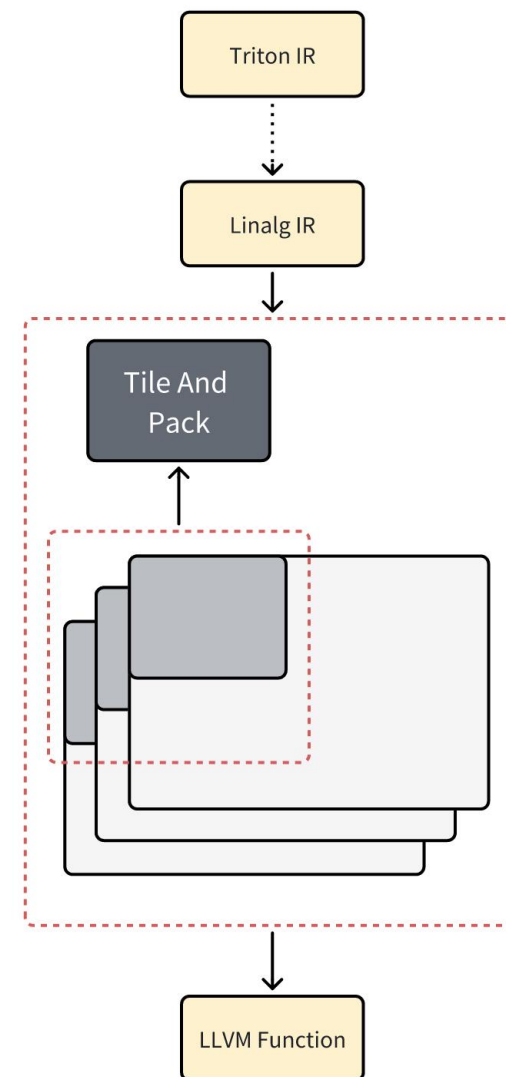 Triton IR
Linalg IR
Tile And
Pack
LLVM Function